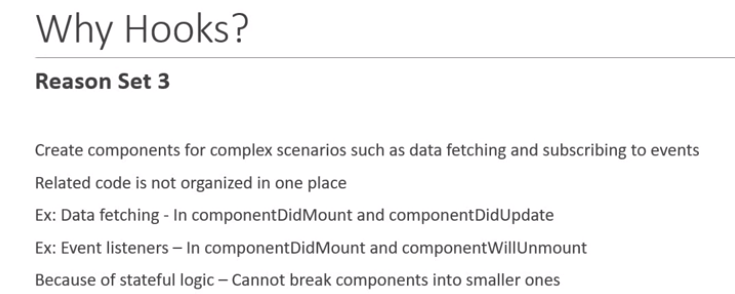 Why Hooks?
Reason Set 3
Create components for complex scenarios such as data fetching and subscribing to events
Related code is not organized in one place
Ex: Data fetching - In componentDidMount and componentDidUpdate
Ex: Event listeners – In componentDidMount and componentWillUnmount
Because of stateful logic – Cannot break components into smaller ones